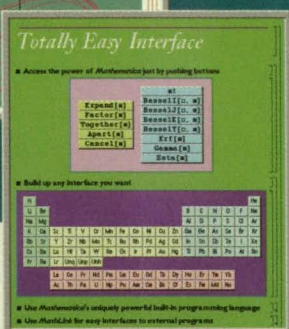 Totally Easy Interface
■ Access the power of Mathematica just by pushing buttons
Expand[■]
Factor[■]
Together[■]
Apart[■]
Cancel[■]
■!
BesselI[□, ■]
BesselJ[□, ■]
BesselK[□, ■]
BesselY[□, ■]
Erf[■]
Gamma[■]
Zeta[■]
■ Build up any interface you want
H He
Li Be B C N O F Ne
Na Mg Al Si P S Cl Ar
K Ca Sc Ti V Cr Mn Fe Co Ni Cu Zn Ga Ge As Se Br Kr
Rb Sr Y Zr Nb Mo Tc Ru Rh Pd Ag Cd In Sn Sb Te I Xe
Cs Ba Lu Hf Ta W Re Os Ir Pt Au Hg Tl Pb Bi Po At Rn
Fr Ra Lr Unq Unp Unh
La Ce Pr Nd Pm Sm Eu Gd Tb Dy Ho Er Tm Yb
Ac Th Pa U Np Pu Am Cm Bk Cf Es Fm Md No
■ Use Mathematica's uniquely powerful built-in programming language
■ Use MathLink for easy interfaces to external programs